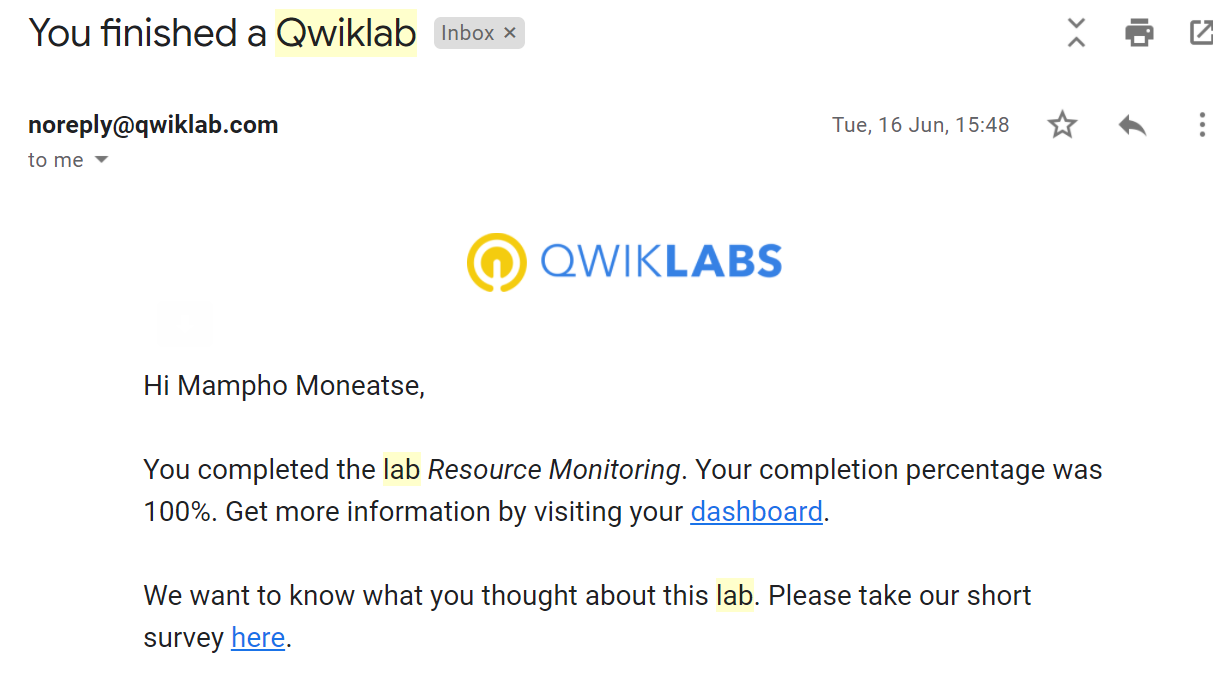 You finished a Qwiklab Inbox ×
noreply@qwiklab.com Tue, 16 Jun, 15:48
to me
QWIKLABS
Hi Mampho Moneatse,
You completed the lab Resource Monitoring. Your completion percentage was
100%. Get more information by visiting your dashboard.
We want to know what you thought about this lab. Please take our short
survey here.